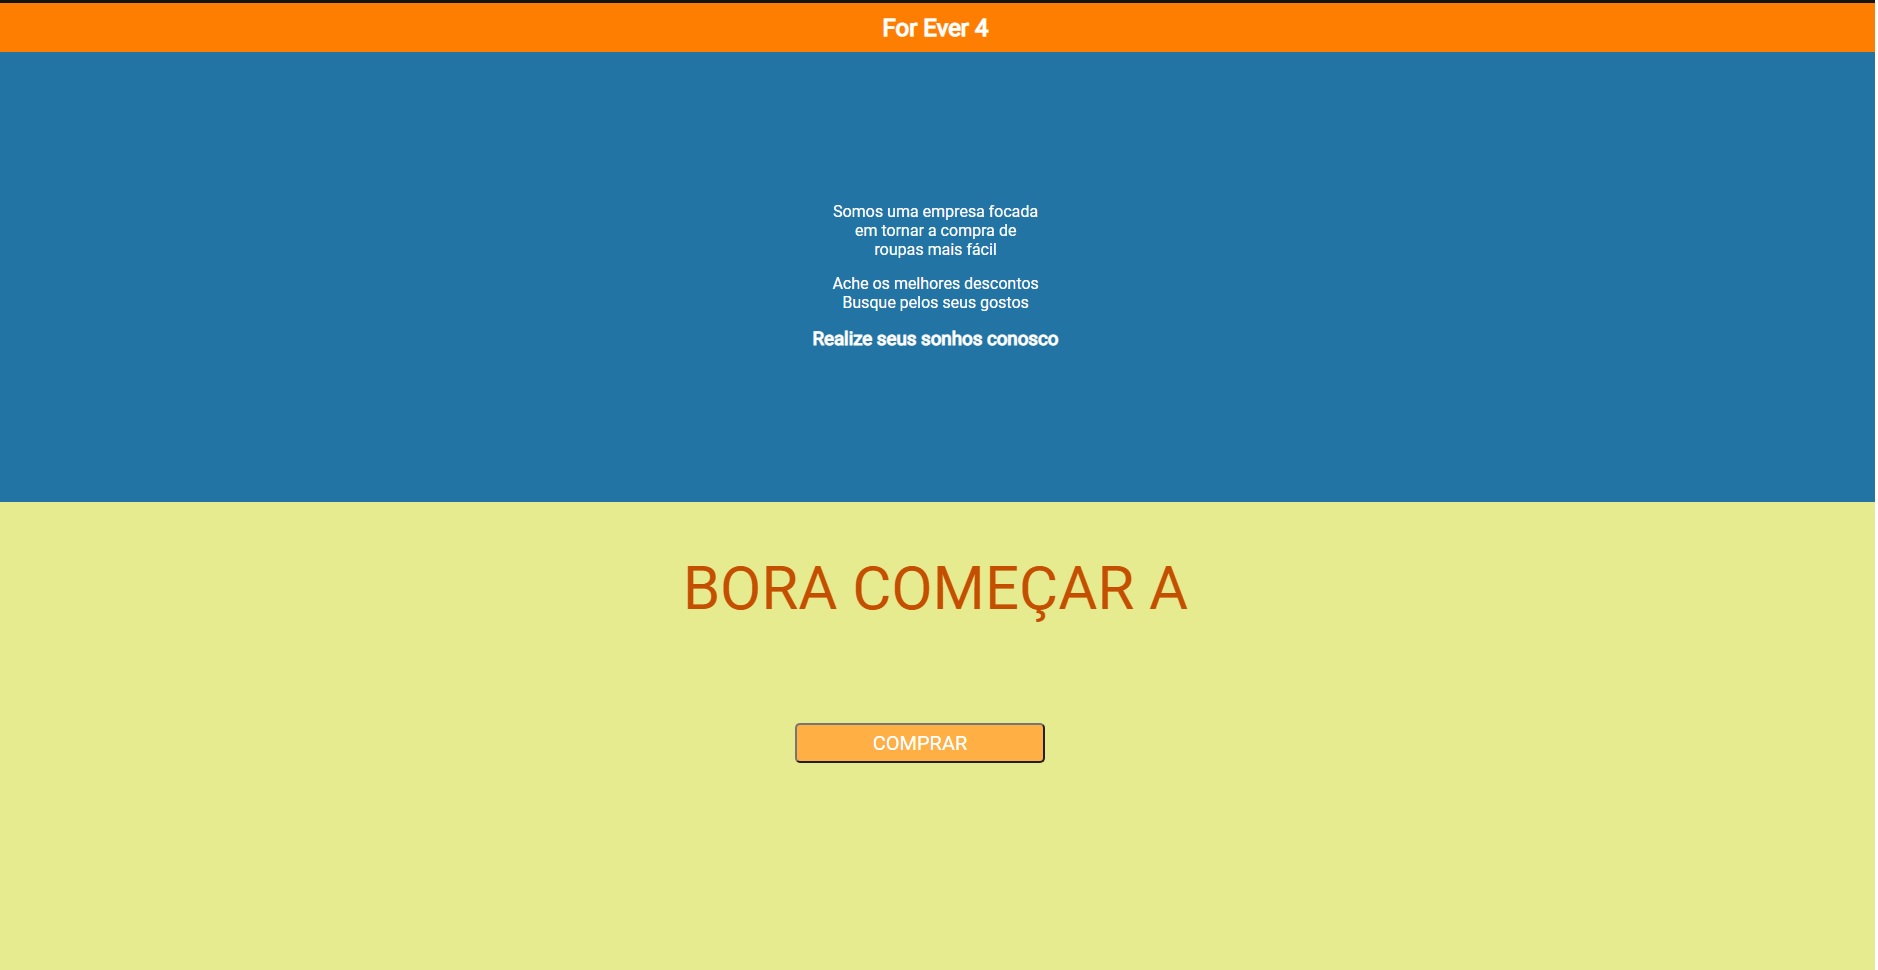 For Ever 4
Somos uma empresa focada
em tornar a compra de
roupas mais fácil
Ache os melhores descontos
Busque pelos seus gostos
Realize seus sonhos conosco
BORA COMEÇAR A
COMPRAR